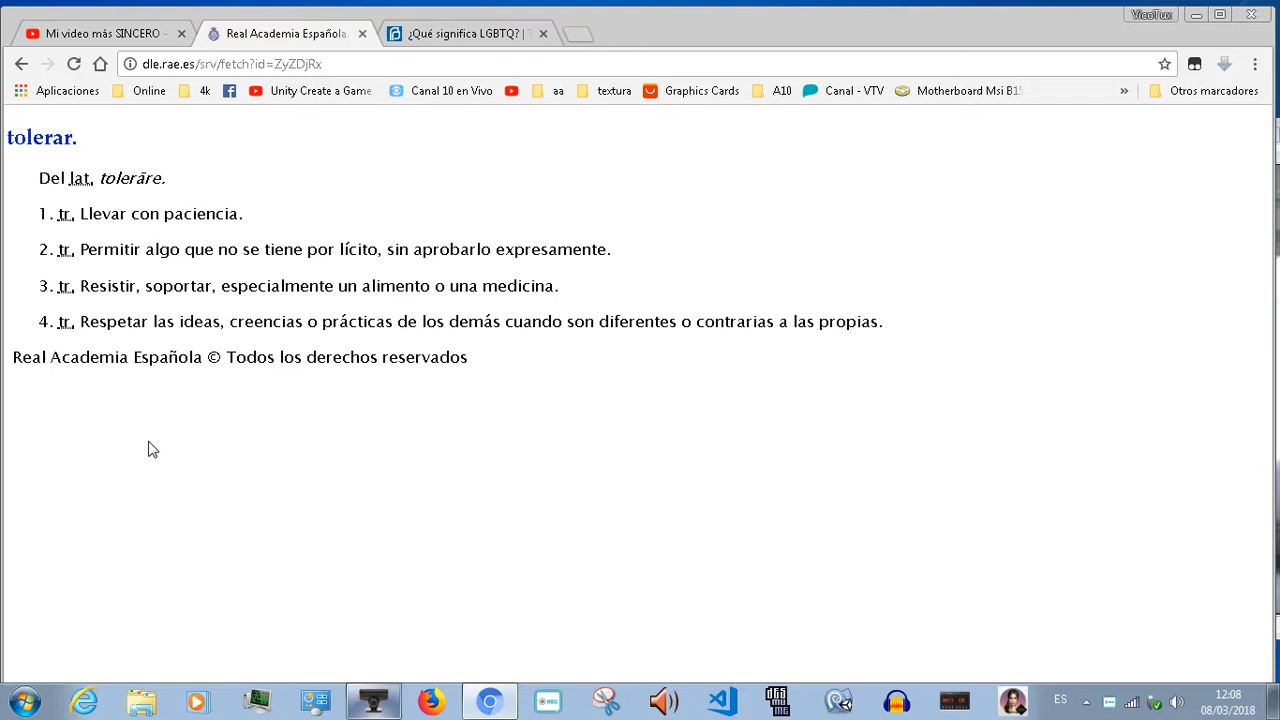 VicoTux
Mi video más SINCERO -
Real Academia Española.
¿Qué significa LGBTQ? | T
dle.rae.es/srv/fetch?id=ZyZDjRx
Aplicaciones Online 4k Unity Create a Game Canal 10 en Vivo aa textura Graphics Cards A10 Canal - VTV Motherboard Msi B15 » Otros marcadores
tolerar.
Del lat. tolerāre.
1. tr. Llevar con paciencia.
2. tr. Permitir algo que no se tiene por lícito, sin aprobarlo expresamente.
3. tr. Resistir, soportar, especialmente un alimento o una medicina.
4. tr. Respetar las ideas, creencias o prácticas de los demás cuando son diferentes o contrarias a las propias.
Real Academia Española © Todos los derechos reservados
REC
ES
12:08
08/03/2018